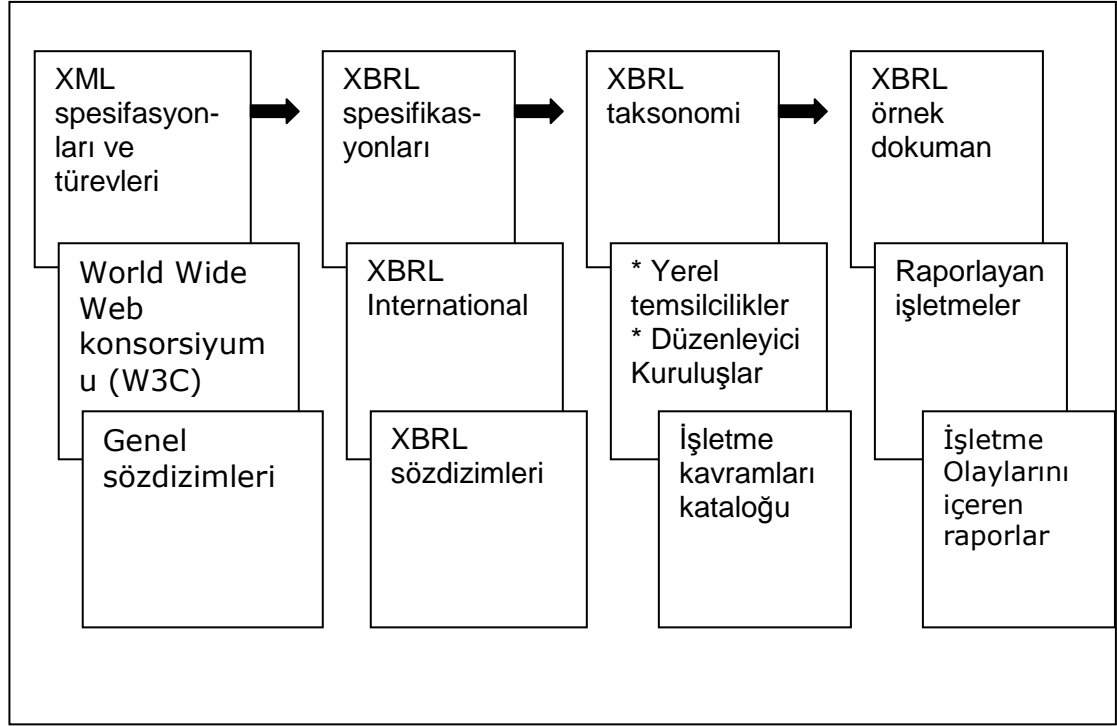 XML
spesifasyon-
ları ve
türevleri
World Wide
Web
konsorsiyum
u (W3C)
Genel
sözdizimleri
XBRL
spesifikas-
yonları
XBRL
International
XBRL
sözdizimleri
XBRL
taksonomi
* Yerel
temsilcilikler
* Düzenleyici
Kuruluşlar
İşletme
kavramları
kataloğu
XBRL
örnek
dokuman
Raporlayan
işletmeler
İşletme
Olaylarını
içeren
raporlar